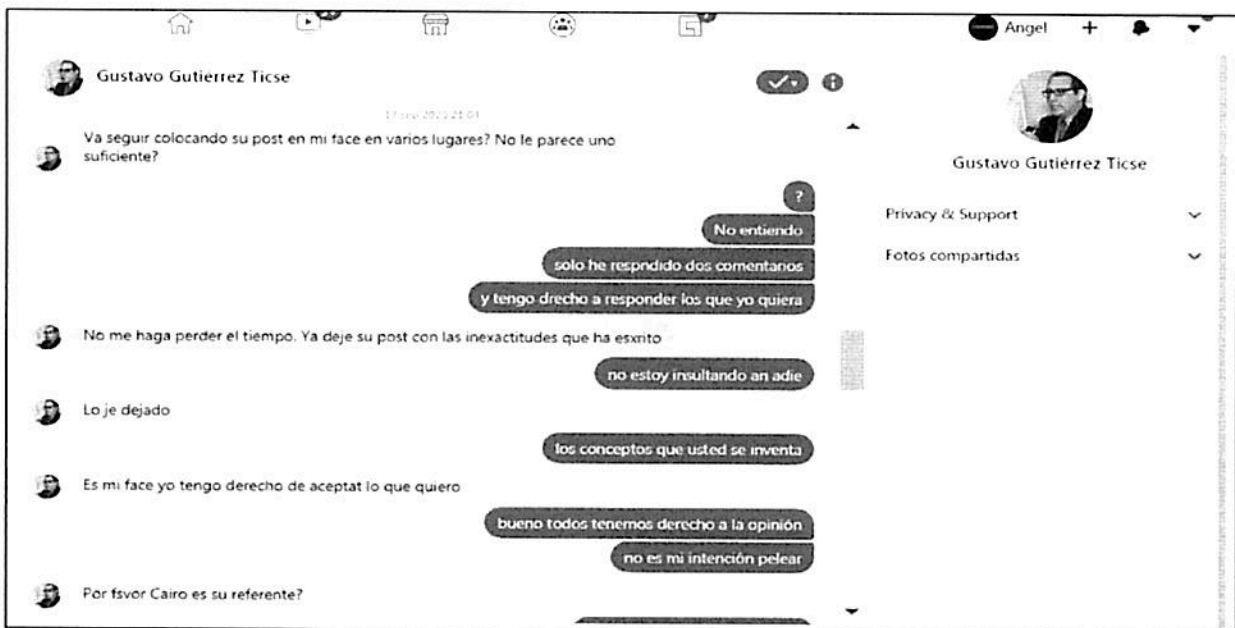 Angel
Gustavo Gutiérrez Ticse
Va seguir colocando su post en mi face en varios lugares? No le parece uno
suficiente?
?
No entiendo
solo he respndido dos comentarios
y tengo drecho a responder los que yo quiera
No me haga perder el tiempo. Ya deje su post con las inexactitudes que ha esxrito
no estoy insultando an adie
Lo je dejado
los conceptos que usted se inventa
Es mi face yo tengo derecho de aceptat lo que quiero
bueno todos tenemos derecho a la opinión
no es mi intención pelear
Por fsvor Cairo es su referente?
Gustavo Gutiérrez Ticse
Privacy & Support
Fotos compartidas